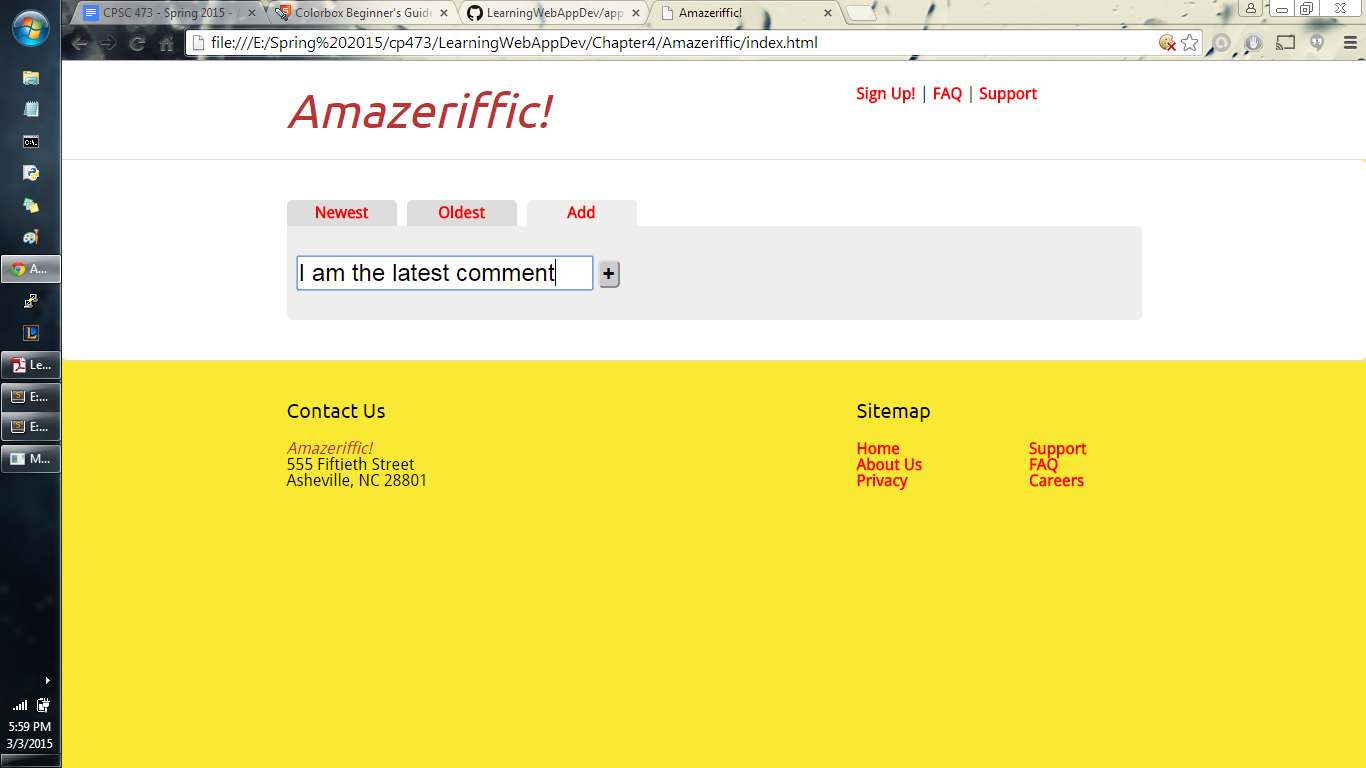 CPSC 473 - Spring 2015 - A
Colorbox Beginner's Guide
LearningWebAppDev/app
Amazeriffic!
file:///E:/Spring%202015/cp473/LearningWebAppDev/Chapter4/Amazeriffic/index.html
Amazeriffic!
Sign Up! | FAQ | Support
Newest Oldest Add
I am the latest comment +
Contact Us
Amazeriffic!
555 Fiftieth Street
Asheville, NC 28801
Sitemap
Home Support
About Us FAQ
Privacy Careers
A...
Le...
E:...
E:...
M...
5:59 PM
3/3/2015